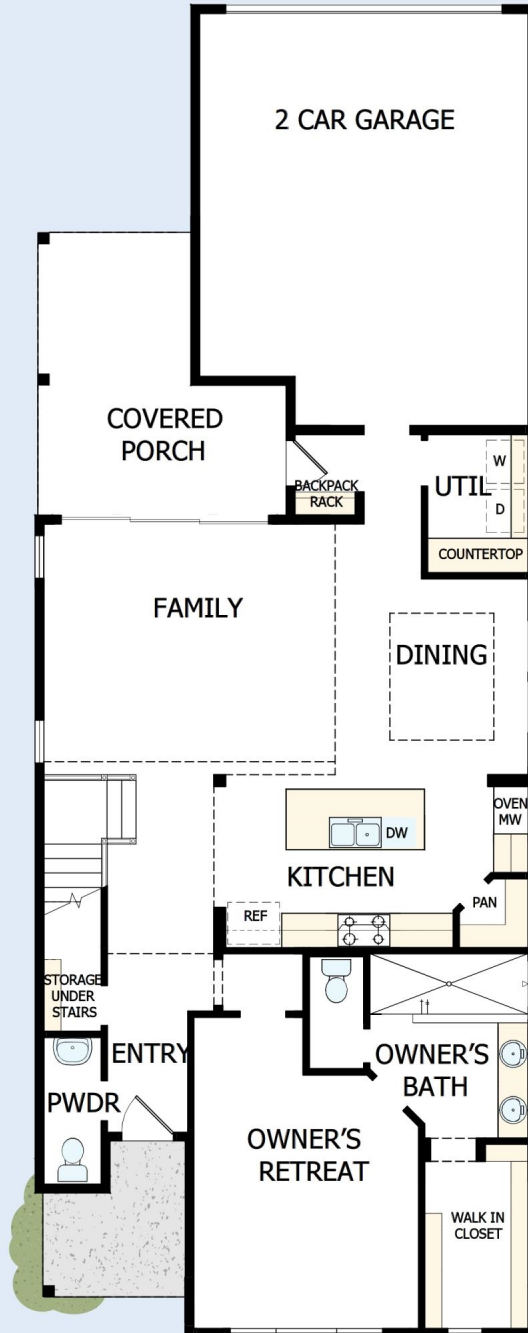 2 CAR GARAGE
COVERED
PORCH
BACKPACK
RACK
UTIL
W
D
COUNTERTOP
FAMILY
DINING
OVEN
MW
DW
KITCHEN
PAN
REF
STORAGE
UNDER
STAIRS
ENTRY
PWDR
OWNER'S
BATH
OWNER'S
RETREAT
WALK IN
CLOSET